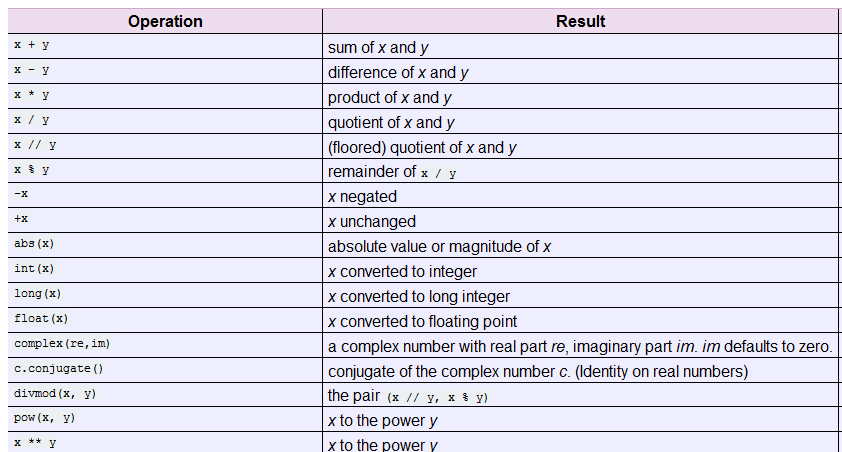 Operation Result
x + y sum of x and y
x - y difference of x and y
x * y product of x and y
x / y quotient of x and y
x // y (floored) quotient of x and y
x % y remainder of x / y
-x x negated
+x x unchanged
abs(x) absolute value or magnitude of x
int(x) x converted to integer
long(x) x converted to long integer
float(x) x converted to floating point
complex(re,im) a complex number with real part re, imaginary part im. im defaults to zero.
c.conjugate() conjugate of the complex number c. (Identity on real numbers)
divmod(x, y) the pair (x // y, x % y)
pow(x, y) x to the power y
x ** y x to the power y